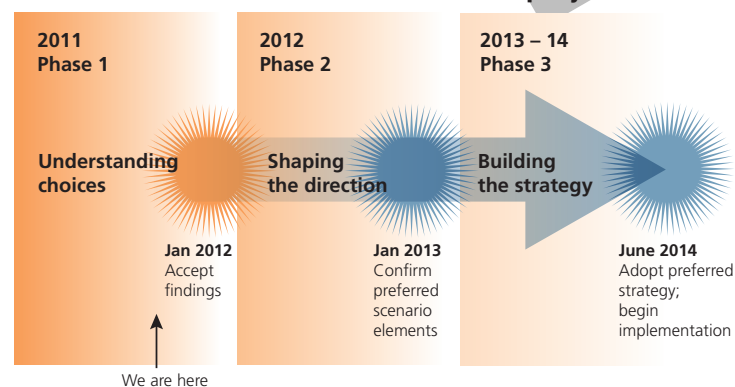 2011
Phase 1
Understanding
choices
Jan 2012
Accept
findings
We are here
2012
Phase 2
Shaping
the direction
Jan 2013
Confirm
preferred
scenario
elements
2013 – 14
Phase 3
Building
the strategy
June 2014
Adopt preferred
strategy;
begin
implementation